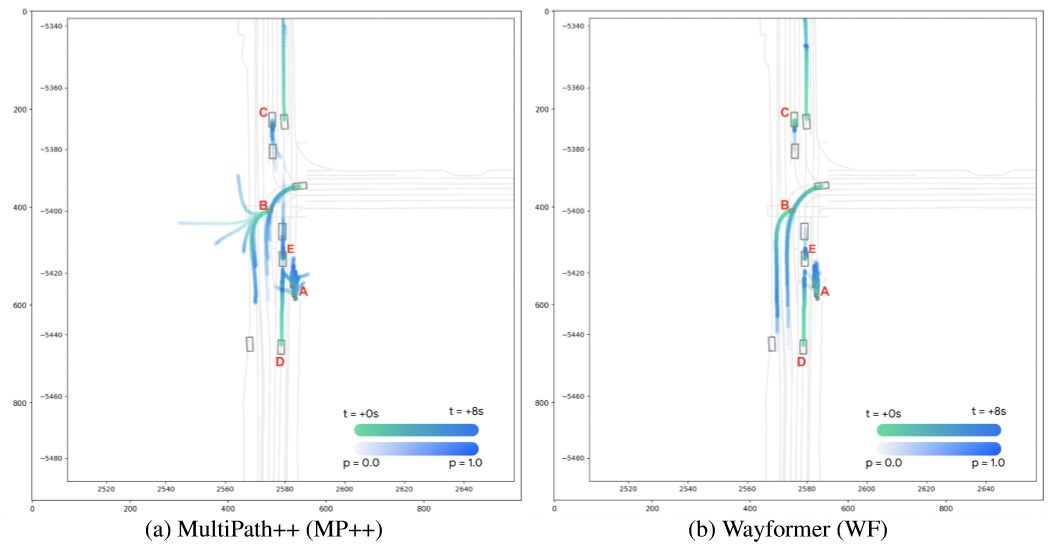 0
200
400
600
800
−5340
−5360
−5380
−5400
−5420
−5440
−5460
−5480
C
B
E
A
D
t = +0s t = +8s
p = 0.0 p = 1.0
2520 2540 2560 2580 2600 2620 2640
0 200 400 600 800
(a) MultiPath++ (MP++)
0
200
400
600
800
−5340
−5360
−5380
−5400
−5420
−5440
−5460
−5480
C
B
E
A
D
t = +0s t = +8s
p = 0.0 p = 1.0
2520 2540 2560 2580 2600 2620 2640
0 200 400 600 800
(b) Wayformer (WF)